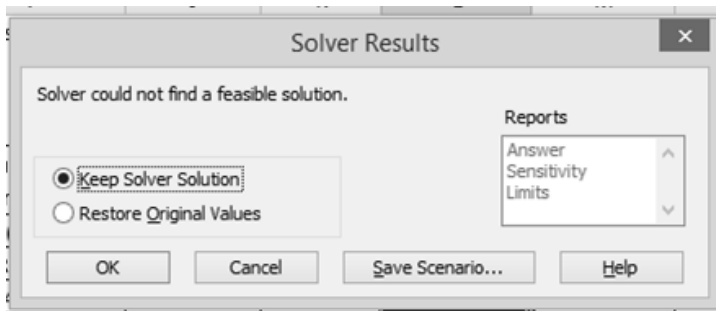 Solver Results
Solver could not find a feasible solution.
Reports
Answer
Sensitivity
Limits
Keep Solver Solution
Restore Original Values
OK
Cancel
Save Scenario...
Help